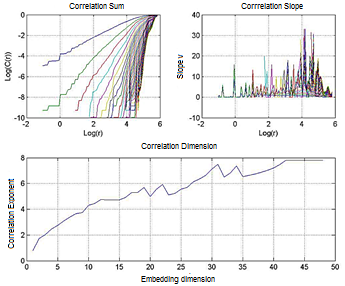 Correlation Sum
Log(C(r))
0
-2
-4
-6
-8
-10
-2 0 2 4 6
Log(r)
Corrrelation Slope
Slope v
40
30
20
10
0
-10
-2 0 2 4 6
Log(r)
Correlation Dimension
Correlation Exponent
8
6
4
2
0
0 5 10 15 20 25 30 35 40 45 50
Embedding dimension